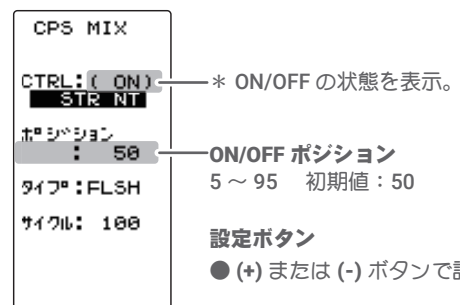 CPS MIX
CTRL:( ON)
STR NT
＊ ON/OFF の状態を表示。
ポジション
: 50
ON/OFF ポジション
5 ～ 95 初期値：50
タイプ:FLSH
サイクル: 100
設定ボタン
● (+) または (-) ボタンで